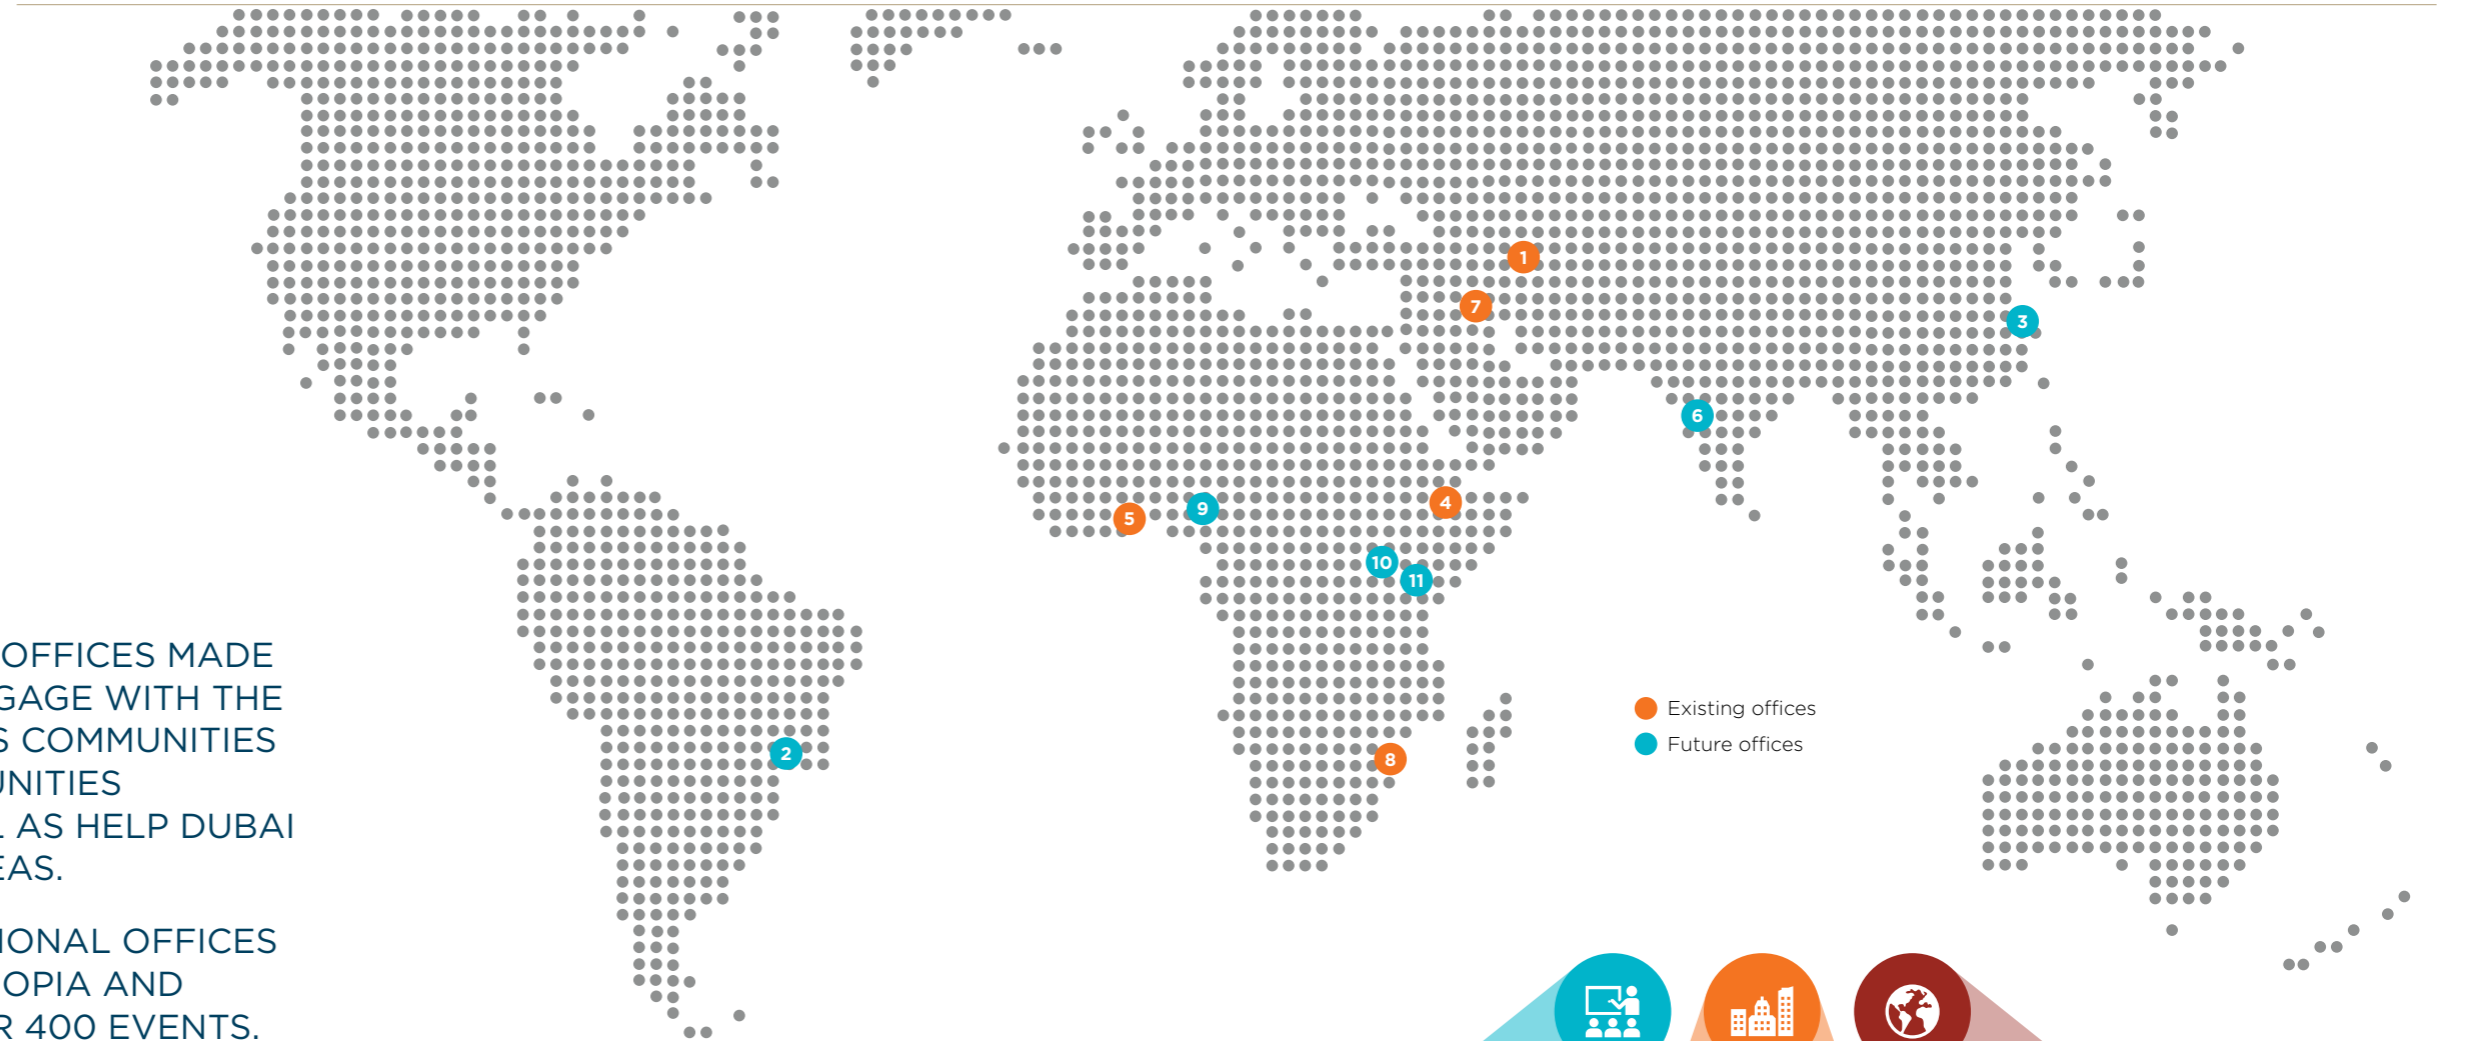 1
7
3
6
4
9
5
10
11
OFFICES MADE
GAGE WITH THE
S COMMUNITIES
UNITIES
L AS HELP DUBAI
EAS.
IONAL OFFICES
OPIA AND
R 400 EVENTS.
Existing offices
Future offices
2
8